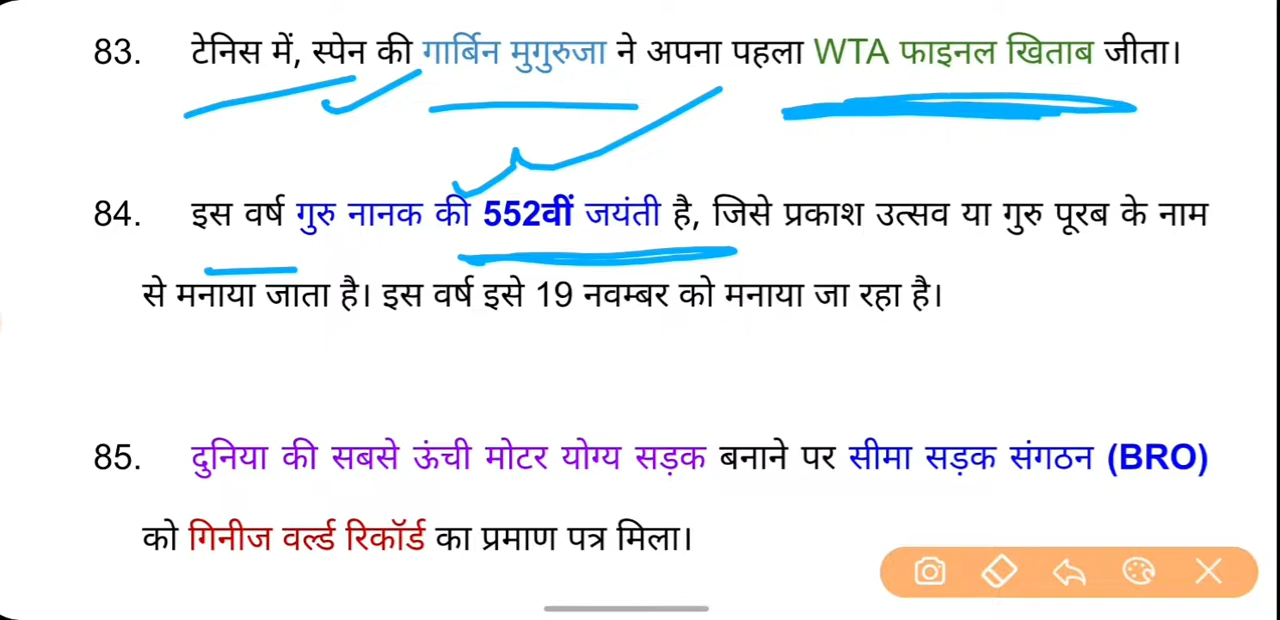 83. टेनिस में, स्पेन की गार्बिन मुगुरुजा ने अपना पहला WTA फाइनल खिताब जीता।
84. इस वर्ष गुरु नानक की 552वीं जयंती है, जिसे प्रकाश उत्सव या गुरु पूरब के नाम
से मनाया जाता है। इस वर्ष इसे 19 नवम्बर को मनाया जा रहा है।
85. दुनिया की सबसे ऊंची मोटर योग्य सड़क बनाने पर सीमा सड़क संगठन (BRO)
को गिनीज वर्ल्ड रिकॉर्ड का प्रमाण पत्र मिला।